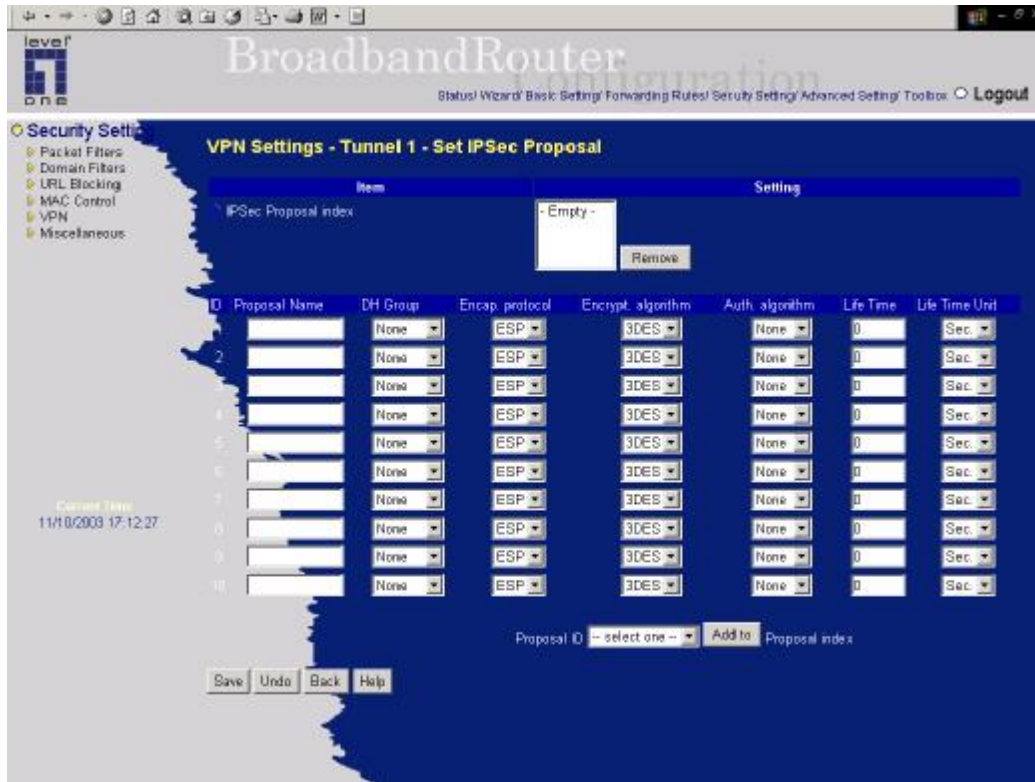 level
one
BroadbandRouter
Configuration
Status/ Wizard/ Basic Setting/ Forwarding Rules/ Security Setting/ Advanced Setting/ Toolbox Logout
Security Setting
Packet Filters
Domain Filters
URL Blocking
MAC Control
VPN
Miscellaneous
Current Time
11/10/2003 17:12:27
VPN Settings - Tunnel 1 - Set IPSec Proposal
Item Setting
IPSec Proposal index - Empty - Remove
ID Proposal Name DH Group Encap. protocol Encrypt. algorithm Auth. algorithm Life Time Life Time Unit
None ESP 3DES None 0 Sec.
2 None ESP 3DES None 0 Sec.
None ESP 3DES None 0 Sec.
4 None ESP 3DES None 0 Sec.
5 None ESP 3DES None 0 Sec.
6 None ESP 3DES None 0 Sec.
7 None ESP 3DES None 0 Sec.
8 None ESP 3DES None 0 Sec.
9 None ESP 3DES None 0 Sec.
10 None ESP 3DES None 0 Sec.
Proposal ID -- select one -- Add to Proposal index
Save Undo Back Help